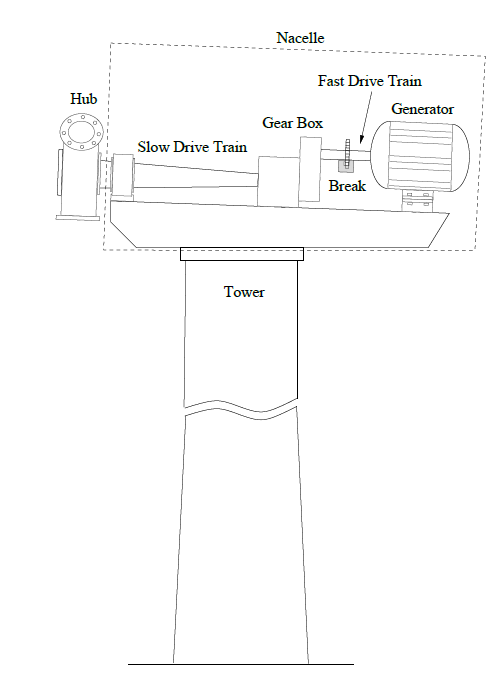 Nacelle
Fast Drive Train
Hub
Generator
Gear Box
Slow Drive Train
Break
Tower